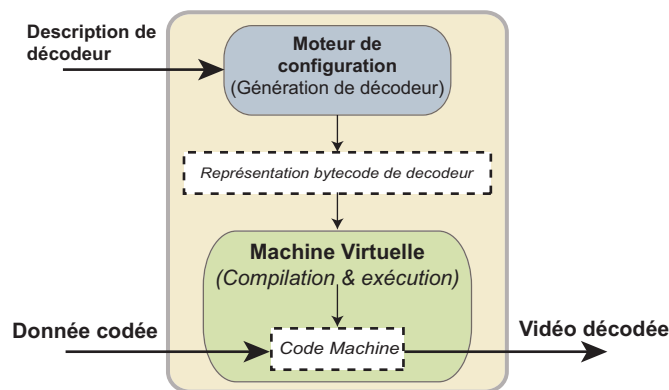 Description de
décodeur
Moteur de
configuration
(Génération de décodeur)
Représentation bytecode de decodeur
Machine Virtuelle
(Compilation & exécution)
Donnée codée
Code Machine
Vidéo décodée